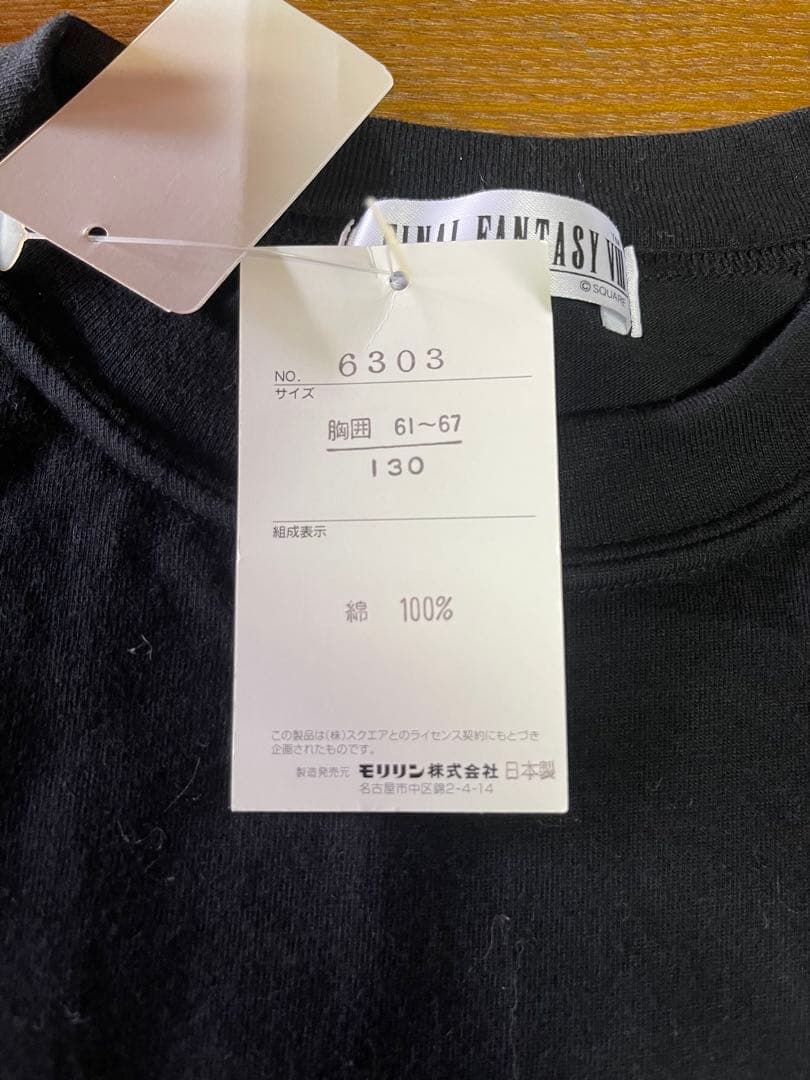 FINAL FANTASY VIII
© SQUARE
NO. 6303
サイズ
胸囲 61～67
130
組成表示
綿 100%
この製品は(株)スクエアとのライセンス契約にもとづき
企画されたものです。
製造発売元 モリリン株式会社 日本製
名古屋市中区錦2-4-14